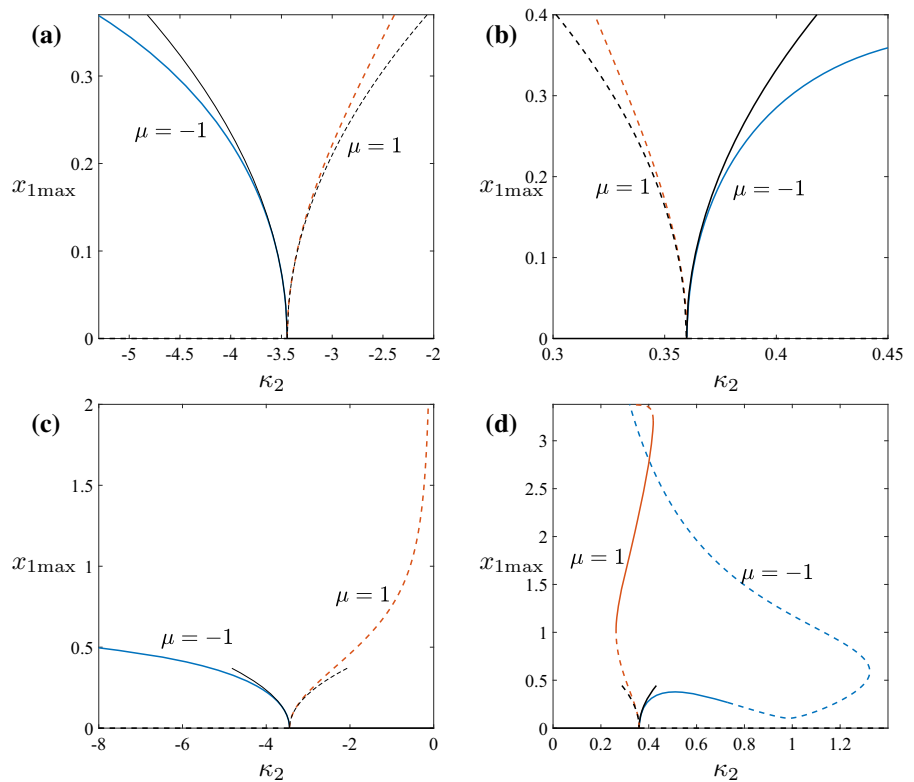 (a)
0.3
0.2
0.1
0
x1max
μ = −1
μ = 1
-5 -4.5 -4 -3.5 -3 -2.5 -2
κ2
(b)
0.4
0.3
0.2
0.1
0
x1max
μ = 1
μ = −1
0.3 0.35 0.4 0.45
κ2
(c)
2
1.5
1
0.5
0
x1max
μ = 1
μ = −1
-8 -6 -4 -2 0
κ2
(d)
3
2.5
2
1.5
1
0.5
0
x1max
μ = 1
μ = −1
0 0.2 0.4 0.6 0.8 1 1.2
κ2